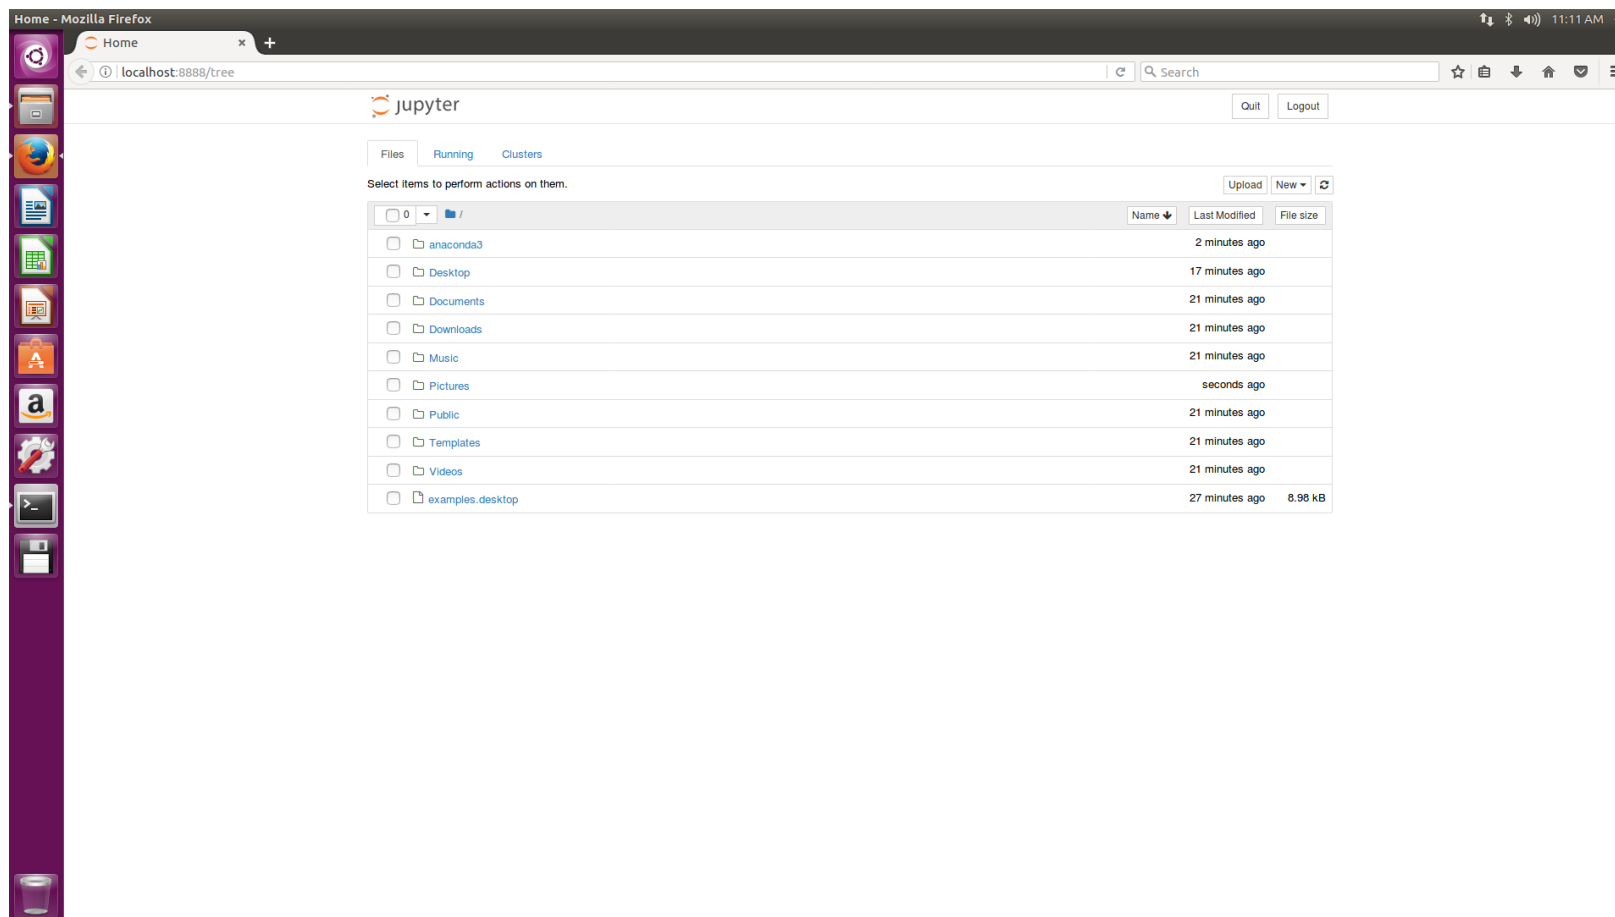 Home - Mozilla Firefox
11:11 AM
Home
localhost:8888/tree
Search
jupyter
Quit
Logout
Files
Running
Clusters
Select items to perform actions on them.
Upload
New
0
/
Name
Last Modified
File size
anaconda3 2 minutes ago
Desktop 17 minutes ago
Documents 21 minutes ago
Downloads 21 minutes ago
Music 21 minutes ago
Pictures seconds ago
Public 21 minutes ago
Templates 21 minutes ago
Videos 21 minutes ago
examples.desktop 27 minutes ago 8.98 kB